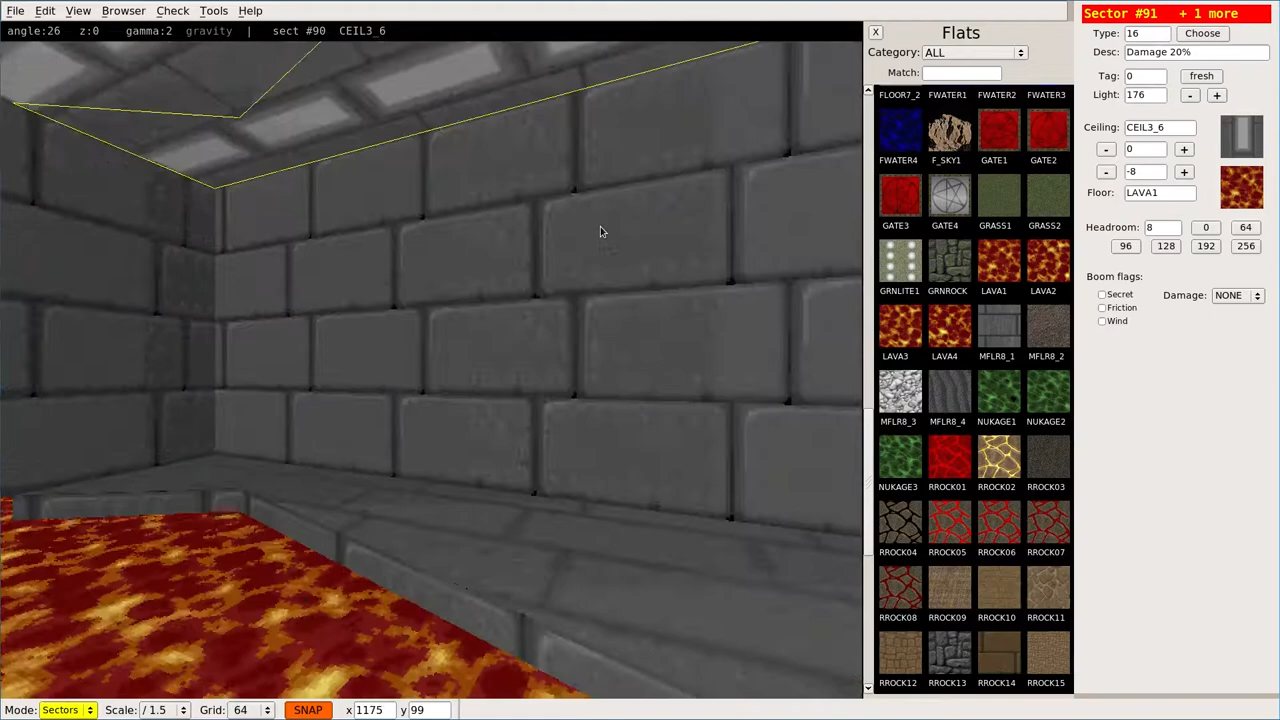 File Edit View Browser Check Tools Help
angle:26 z:0 gamma:2 gravity | sect #90 CEIL3_6
X Flats
Category: ALL
Match:
FLOOR7_2 FWATER1 FWATER2 FWATER3
FWATER4 F_SKY1 GATE1 GATE2
GATE3 GATE4 GRASS1 GRASS2
GRNLITE1 GRNROCK LAVA1 LAVA2
LAVA3 LAVA4 MFLR8_1 MFLR8_2
MFLR8_3 MFLR8_4 NUKAGE1 NUKAGE2
NUKAGE3 RROCK01 RROCK02 RROCK03
RROCK04 RROCK05 RROCK06 RROCK07
RROCK08 RROCK09 RROCK10 RROCK11
RROCK12 RROCK13 RROCK14 RROCK15
Sector #91 + 1 more
Type: 16 Choose
Desc: Damage 20%
Tag: 0 fresh
Light: 176 - +
Ceiling: CEIL3_6
- 0 +
- -8 +
Floor: LAVA1
Headroom: 8 0 64
96 128 192 256
Boom flags:
Secret Damage: NONE
Friction
Wind
Mode: Sectors Scale: / 1.5 Grid: 64 SNAP x 1175 y 99